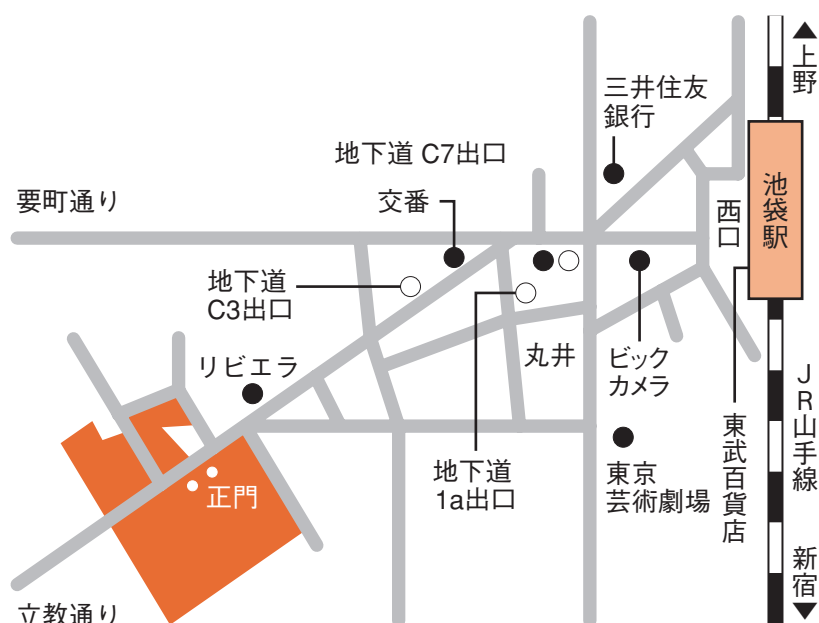 ▲
上野
三井住友
銀行
地下道 C7出口
交番
要町通り
西口
池袋駅
地下道
C3出口
リビエラ
丸井
ビック
カメラ
JR山手線
東武百貨店
地下道
1a出口
東京
芸術劇場
正門
新宿
▼
立教通り